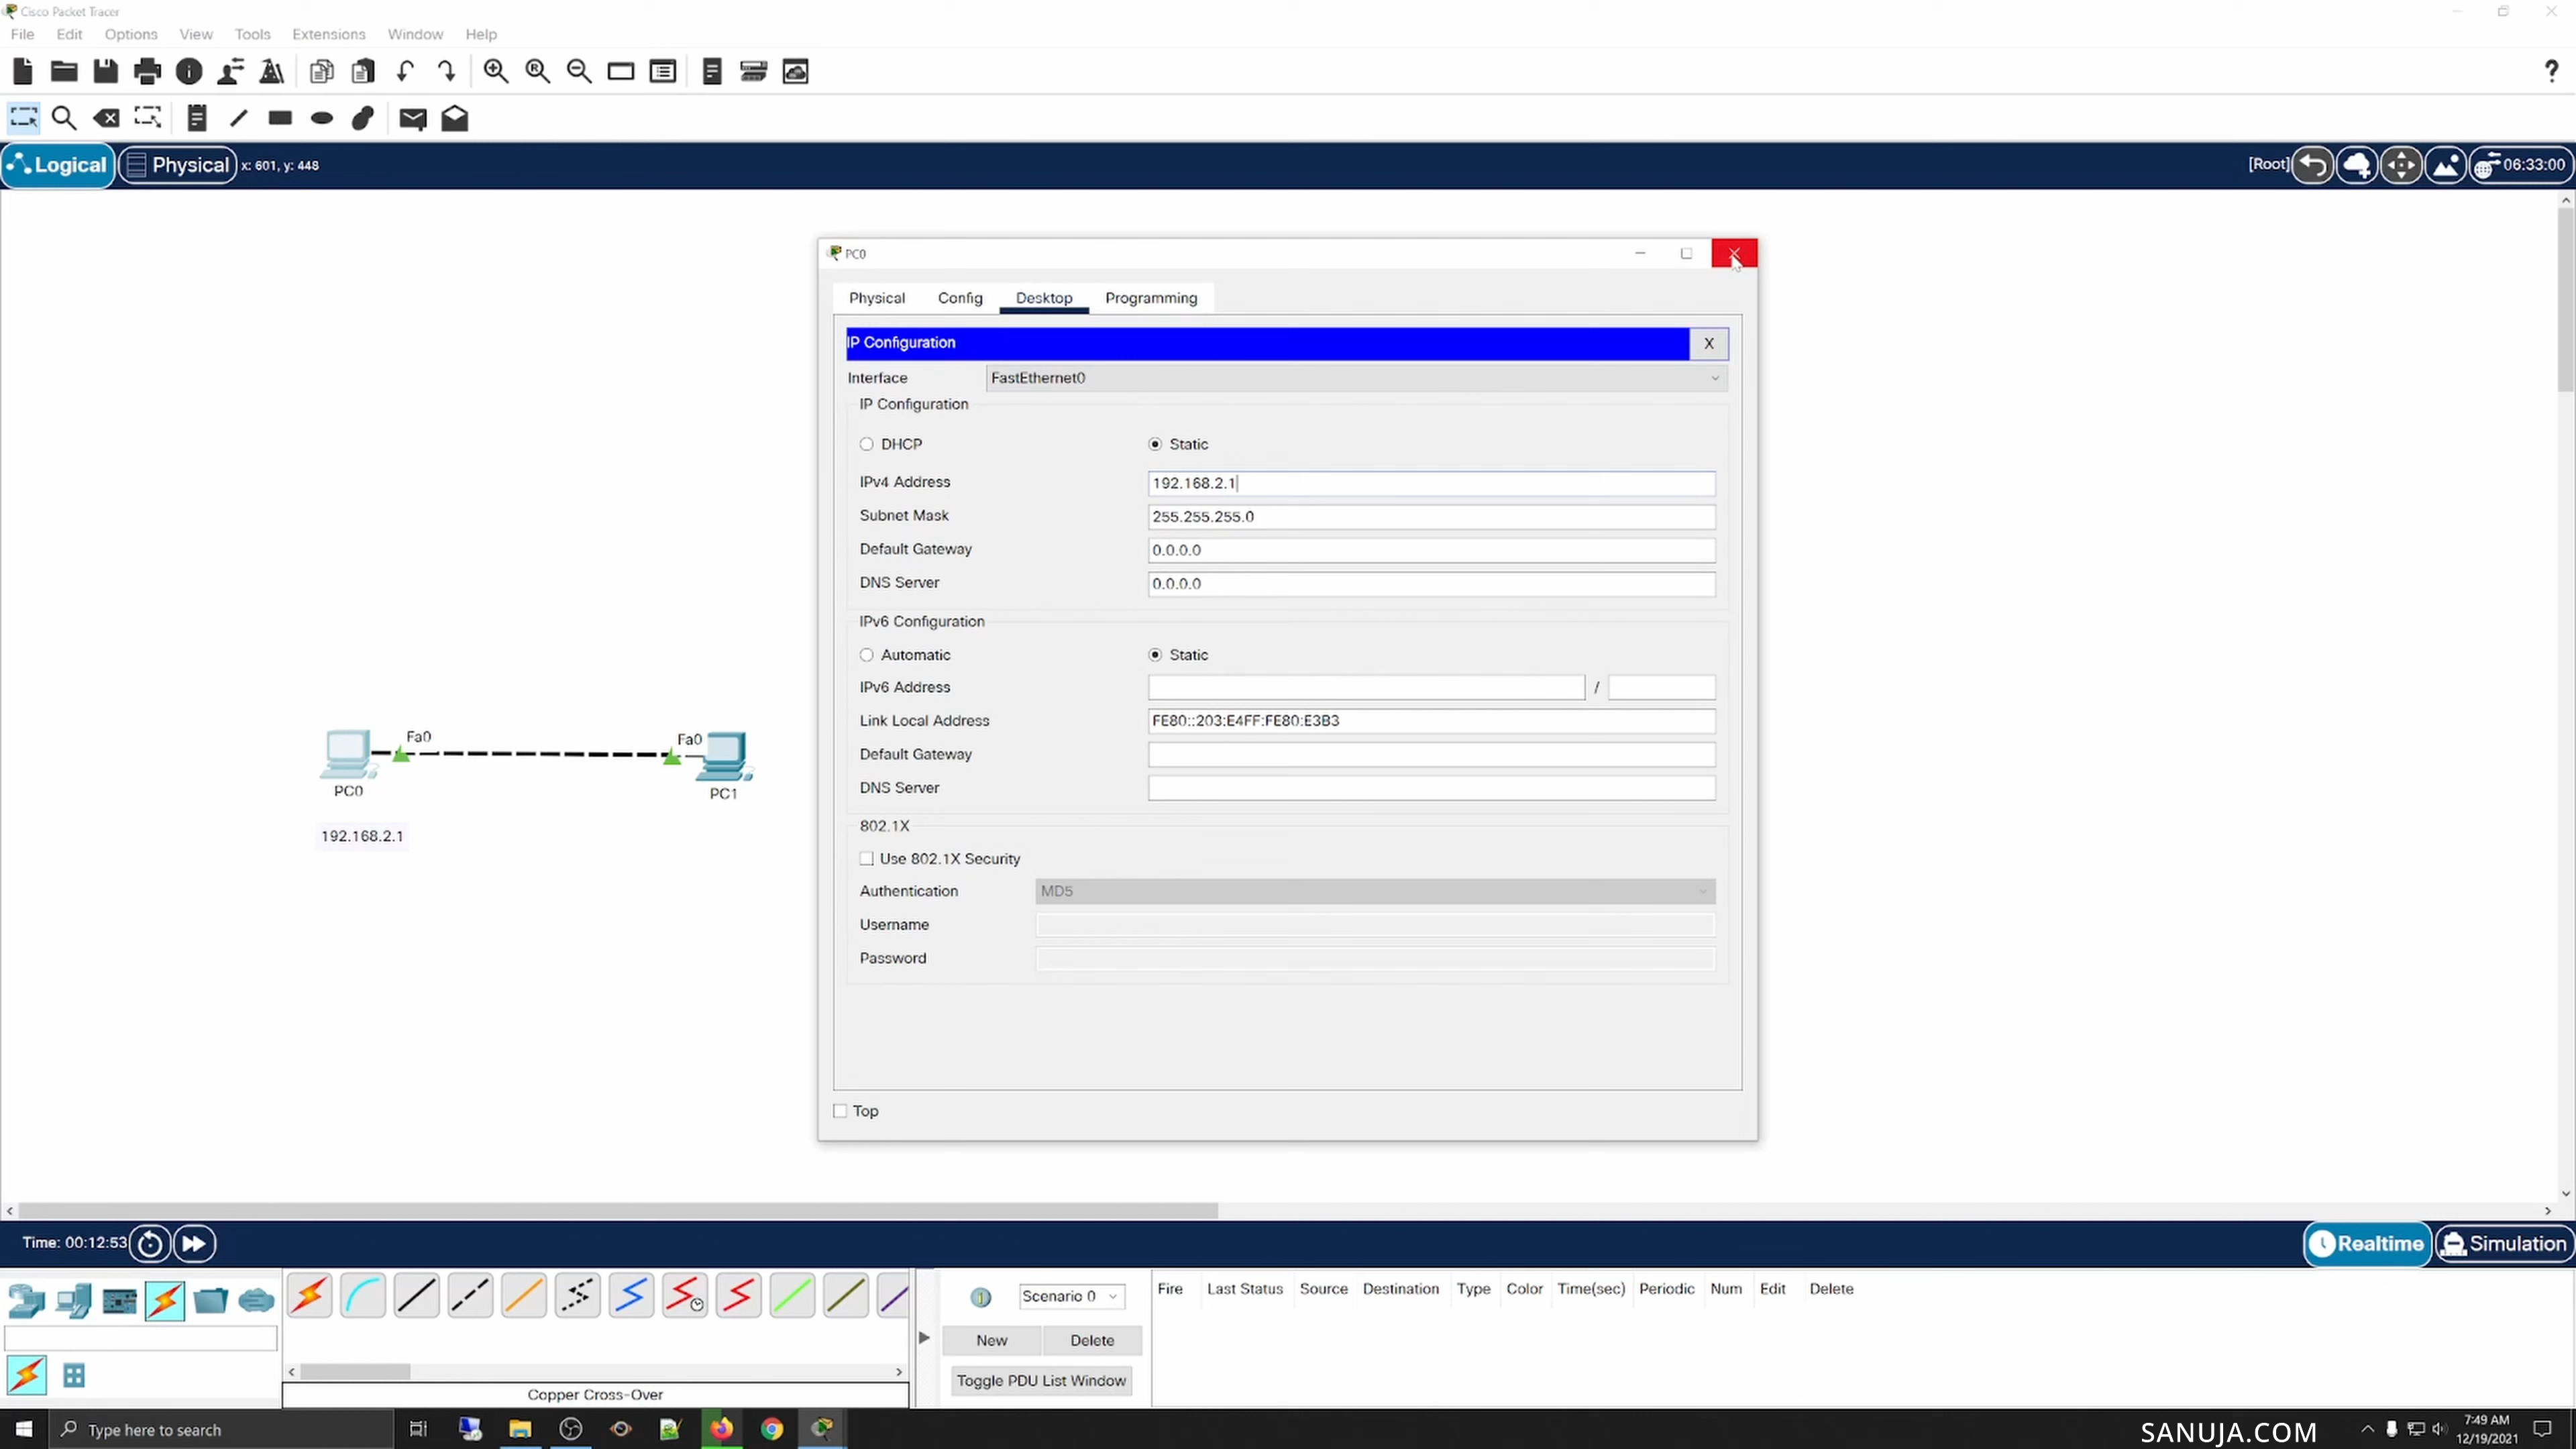 Cisco Packet Tracer
File Edit Options View Tools Extensions Window Help
?
Logical Physical x: 601, y: 448 [Root] 06:33:00
PC0
Physical Config Desktop Programming
IP Configuration X
Interface FastEthernet0
IP Configuration
DHCP Static
IPv4 Address 192.168.2.1
Subnet Mask 255.255.255.0
Default Gateway 0.0.0.0
DNS Server 0.0.0.0
IPv6 Configuration
Automatic Static
IPv6 Address /
Link Local Address FE80::203:E4FF:FE80:E3B3
Default Gateway
DNS Server
802.1X
Use 802.1X Security
Authentication MD5
Username
Password
Top
Fa0 Fa0
PC0 PC1
192.168.2.1
Time: 00:12:53 Realtime Simulation
Scenario 0
New Delete
Toggle PDU List Window
Fire Last Status Source Destination Type Color Time(sec) Periodic Num Edit Delete
Copper Cross-Over
Type here to search
SANUJA.COM
7:49 AM
12/19/2021